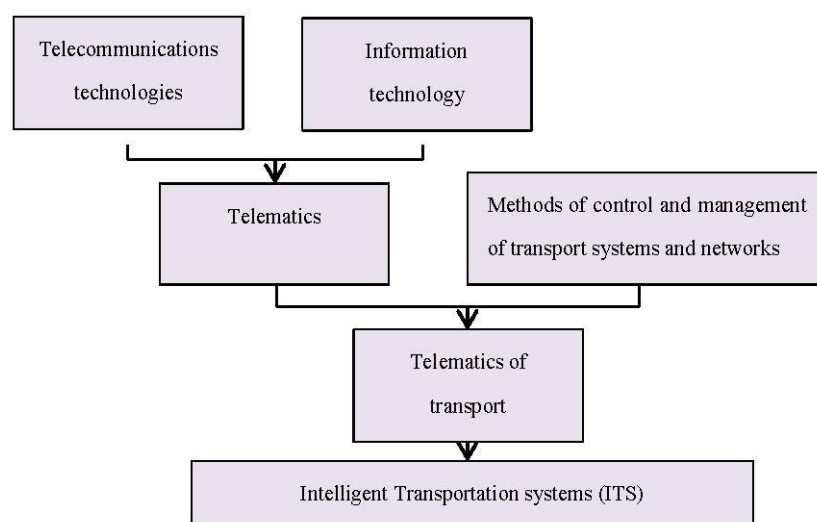 Telecommunications
technologies
Information
technology
Telematics
Methods of control and management
of transport systems and networks
Telematics of
transport
Intelligent Transportation systems (ITS)